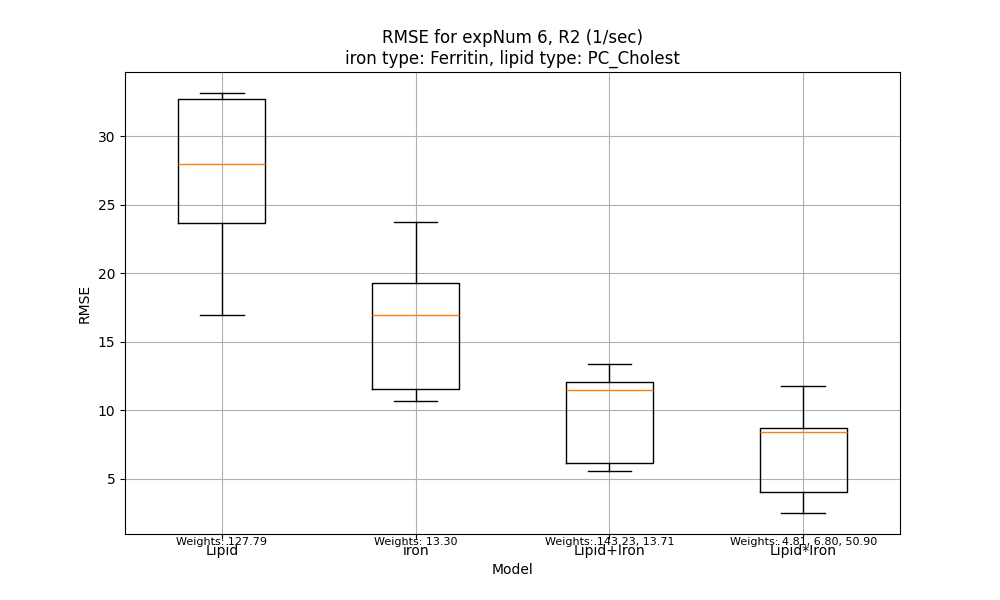 RMSE for expNum 6, R2 (1/sec)
iron type: Ferritin, lipid type: PC_Cholest
RMSE
30
25
20
15
10
5
Weights: 127.79
Weights: 13.30
Weights: 143.23, 13.71
Weights: 4.81, 6.80, 50.90
Lipid
iron
Lipid+Iron
Lipid*Iron
Model